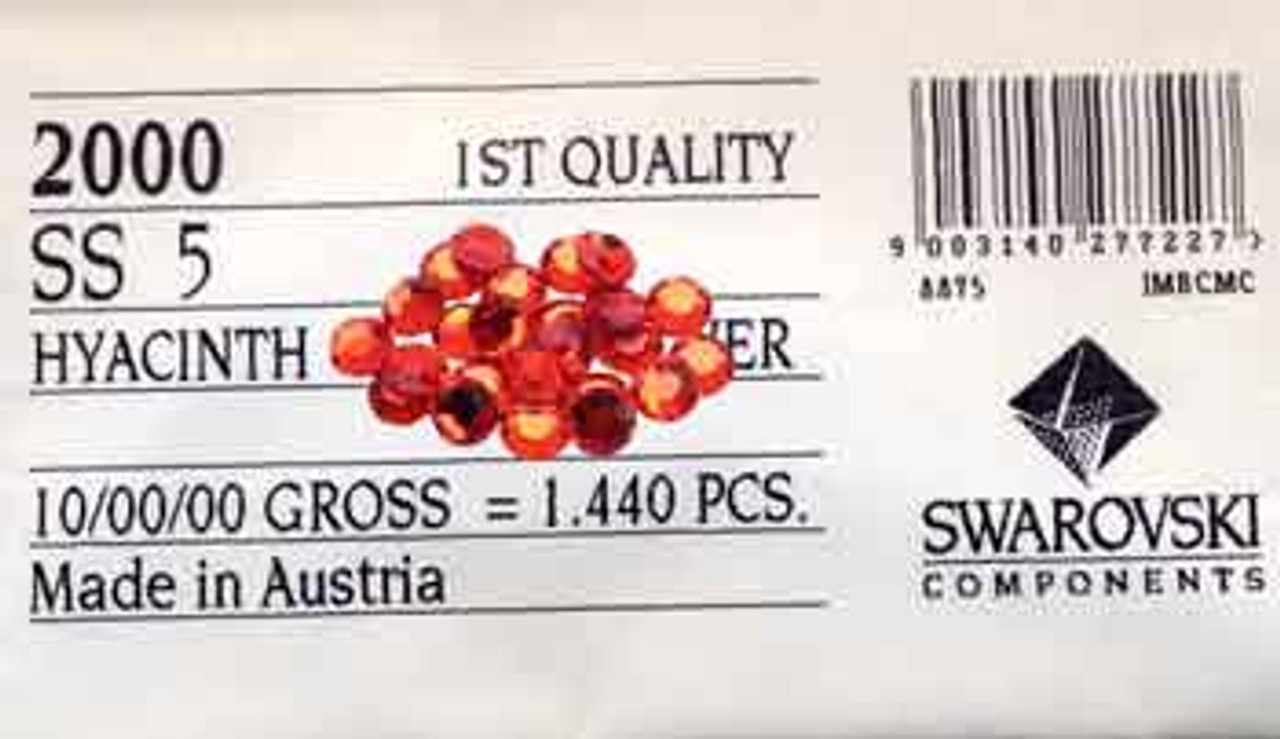 2000 1ST QUALITY
SS 5
HYACINTH
10/00/00 GROSS = 1.440 PCS.
Made in Austria
9 003140 277227 >
IMBCMC
SWAROVSKI
COMPONENTS